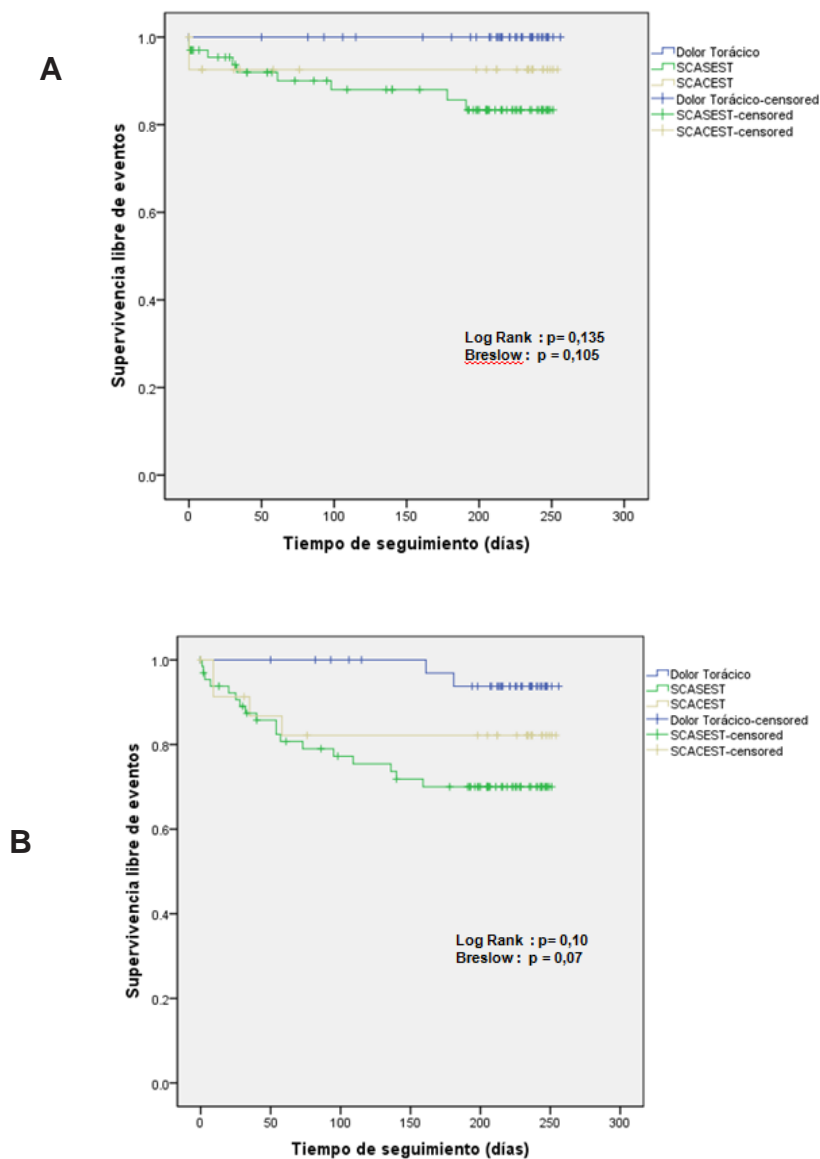 A
1.0
0.8
0.6
0.4
0.2
0.0
Supervivencia libre de eventos
Dolor Torácico
SCASEST
SCACEST
Dolor Torácico-censored
SCASEST-censored
SCACEST-censored
Log Rank : p= 0,135
Breslow : p = 0,105
0 50 100 150 200 250 300
Tiempo de seguimiento (días)
B
1.0
0.8
0.6
0.4
0.2
0.0
Supervivencia libre de eventos
Dolor Torácico
SCASEST
SCACEST
Dolor Torácico-censored
SCASEST-censored
SCACEST-censored
Log Rank : p= 0,10
Breslow : p = 0,07
0 50 100 150 200 250 300
Tiempo de seguimiento (días)